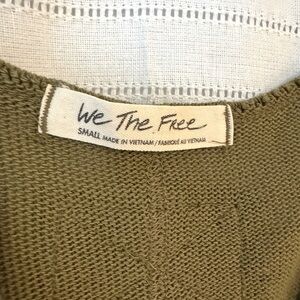 We The Free
SMALL MADE IN VIETNAM / FABRIQUÉ AU VIETNAM